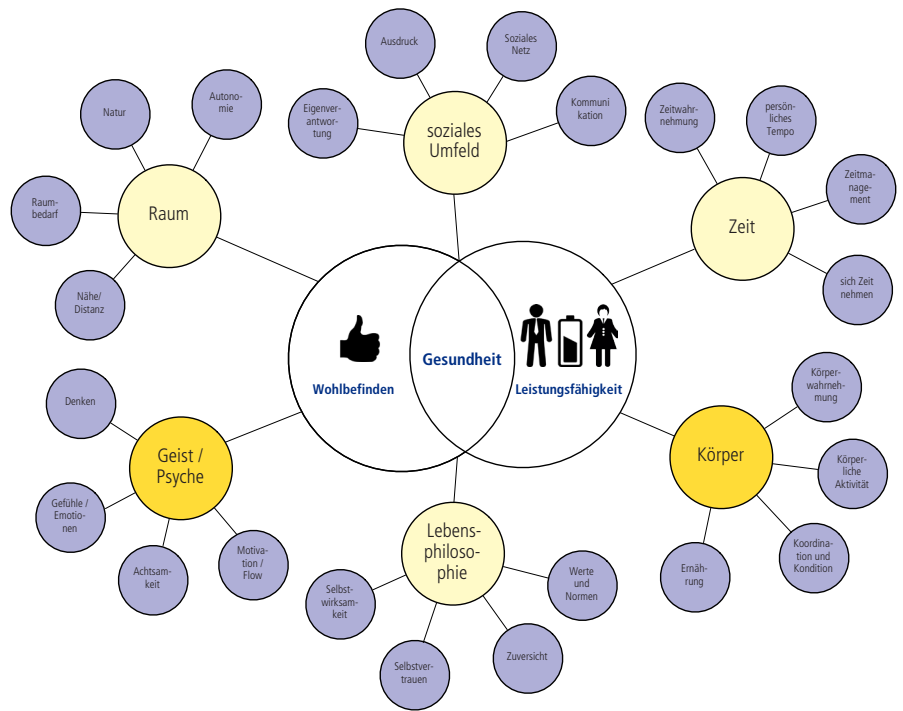 Ausdruck
Soziales
Netz
Eigenver-
antwor-
tung
Kommuni
kation
soziales
Umfeld
Natur
Autono-
mie
Raum-
bedarf
Raum
Nähe/
Distanz
Zeitwahr-
nehmung
persön-
liches
Tempo
Zeitma-
nage-
ment
Zeit
sich Zeit
nehmen
Wohlbefinden
Gesundheit
Leistungsfähigkeit
Denken
Geist /
Psyche
Gefühle /
Emotio-
nen
Achtsam-
keit
Motiva-
tion /
Flow
Lebens-
philoso-
phie
Selbst-
wirksam-
keit
Selbstver-
trauen
Zuversicht
Werte
und
Normen
Körper-
wahrneh-
mung
Körper
Körper-
liche
Aktivität
Koordina-
tion und
Kondition
Ernäh-
rung